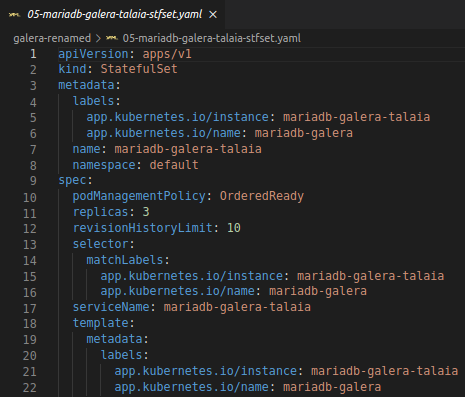 05-mariadb-galera-talaia-stfset.yaml ×
galera-renamed > 05-mariadb-galera-talaia-stfset.yaml
1 apiVersion: apps/v1
2 kind: StatefulSet
3 metadata:
4   labels:
5     app.kubernetes.io/instance: mariadb-galera-talaia
6     app.kubernetes.io/name: mariadb-galera
7   name: mariadb-galera-talaia
8   namespace: default
9 spec:
10   podManagementPolicy: OrderedReady
11   replicas: 3
12   revisionHistoryLimit: 10
13   selector:
14     matchLabels:
15       app.kubernetes.io/instance: mariadb-galera-talaia
16       app.kubernetes.io/name: mariadb-galera
17   serviceName: mariadb-galera-talaia
18   template:
19     metadata:
20       labels:
21         app.kubernetes.io/instance: mariadb-galera-talaia
22         app.kubernetes.io/name: mariadb-galera